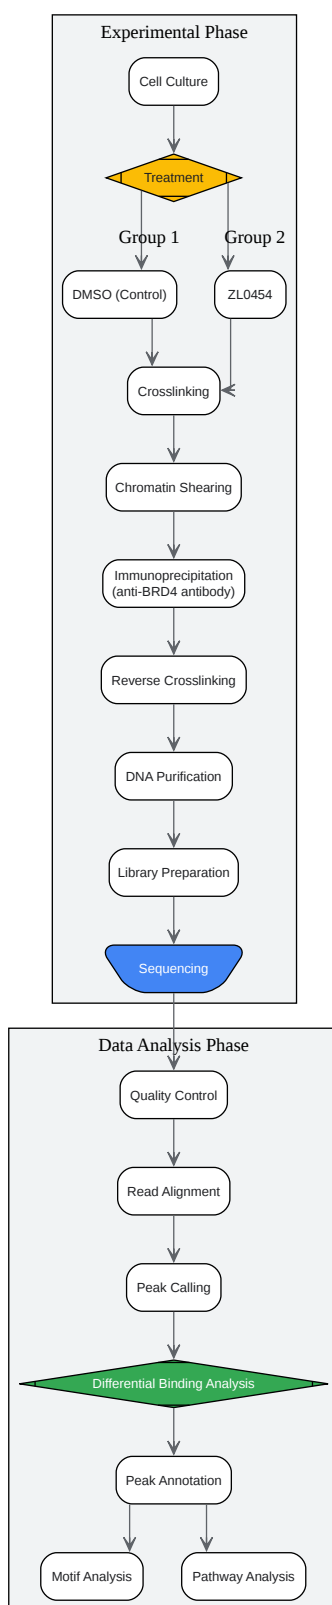 Experimental Phase
Cell Culture
Treatment
Group 1
Group 2
DMSO (Control)
ZL0454
Crosslinking
Chromatin Shearing
Immunoprecipitation
(anti-BRD4 antibody)
Reverse Crosslinking
DNA Purification
Library Preparation
Sequencing
Data Analysis Phase
Quality Control
Read Alignment
Peak Calling
Differential Binding Analysis
Peak Annotation
Motif Analysis
Pathway Analysis